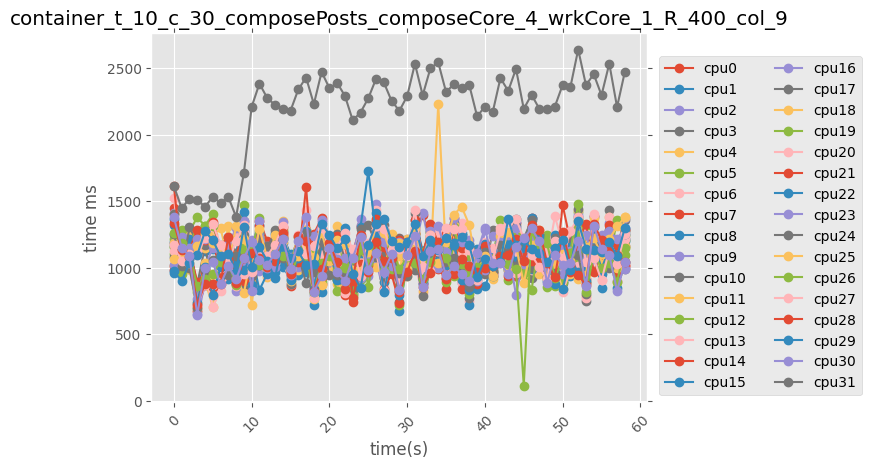 container_t_10_c_30_composePosts_composeCore_4_wrkCore_1_R_400_col_9
time ms
2500
2000
1500
1000
500
0
0
10
20
30
40
50
60
time(s)
cpu0
cpu1
cpu2
cpu3
cpu4
cpu5
cpu6
cpu7
cpu8
cpu9
cpu10
cpu11
cpu12
cpu13
cpu14
cpu15
cpu16
cpu17
cpu18
cpu19
cpu20
cpu21
cpu22
cpu23
cpu24
cpu25
cpu26
cpu27
cpu28
cpu29
cpu30
cpu31